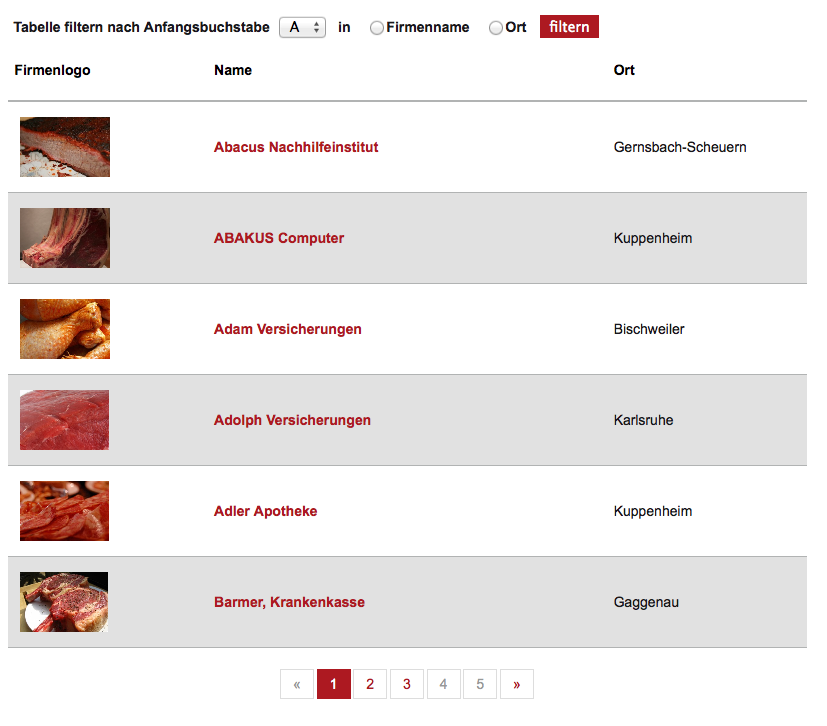 Tabelle filtern nach Anfangsbuchstabe A in Firmenname Ort filtern
Firmenlogo Name Ort
Abacus Nachhilfeinstitut Gernsbach-Scheuern
ABAKUS Computer Kuppenheim
Adam Versicherungen Bischweiler
Adolph Versicherungen Karlsruhe
Adler Apotheke Kuppenheim
Barmer, Krankenkasse Gaggenau
« 1 2 3 4 5 »